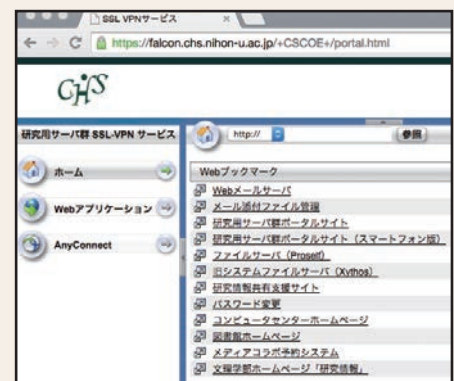 SSL VPNサービス
https://falcon.chs.nihon-u.ac.jp/+CSCOE+/portal.html
CHS
研究用サーバ群 SSL-VPN サービス
http://
参照
ホーム
Webアプリケーション
AnyConnect
Webブックマーク
Webメールサーバ
メール添付ファイル管理
研究用サーバ群ポータルサイト
研究用サーバ群ポータルサイト（スマートフォン版）
ファイルサーバ（Proself）
旧システムファイルサーバ（Xythos）
研究情報共有支援サイト
パスワード変更
コンピュータセンターホームページ
図書館ホームページ
メディアコラボ予約システム
文理学部ホームページ「研究情報」